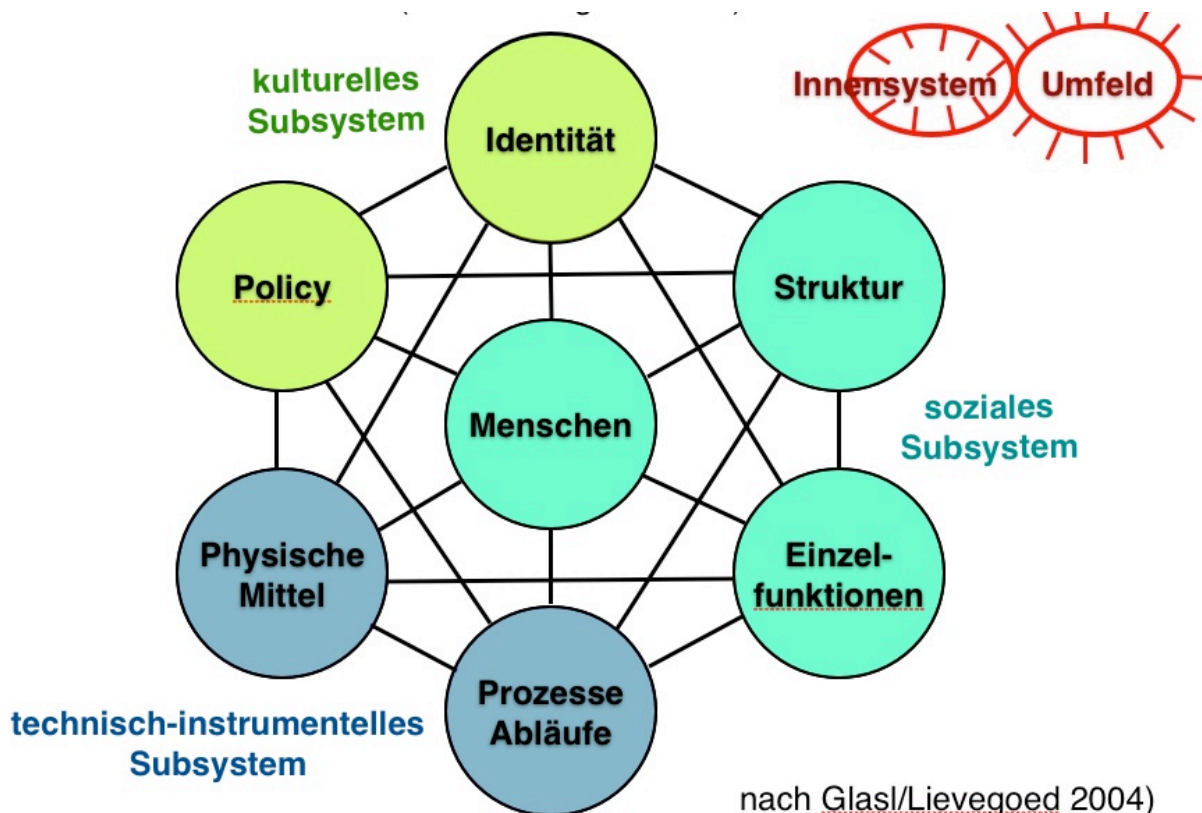 kulturelles
Subsystem
Identität
Innensystem
Umfeld
Policy
Struktur
Menschen
soziales
Subsystem
Physische
Mittel
Einzel-
funktionen
Prozesse
Abläufe
technisch-instrumentelles
Subsystem
nach Glasl/Lievegoed 2004)